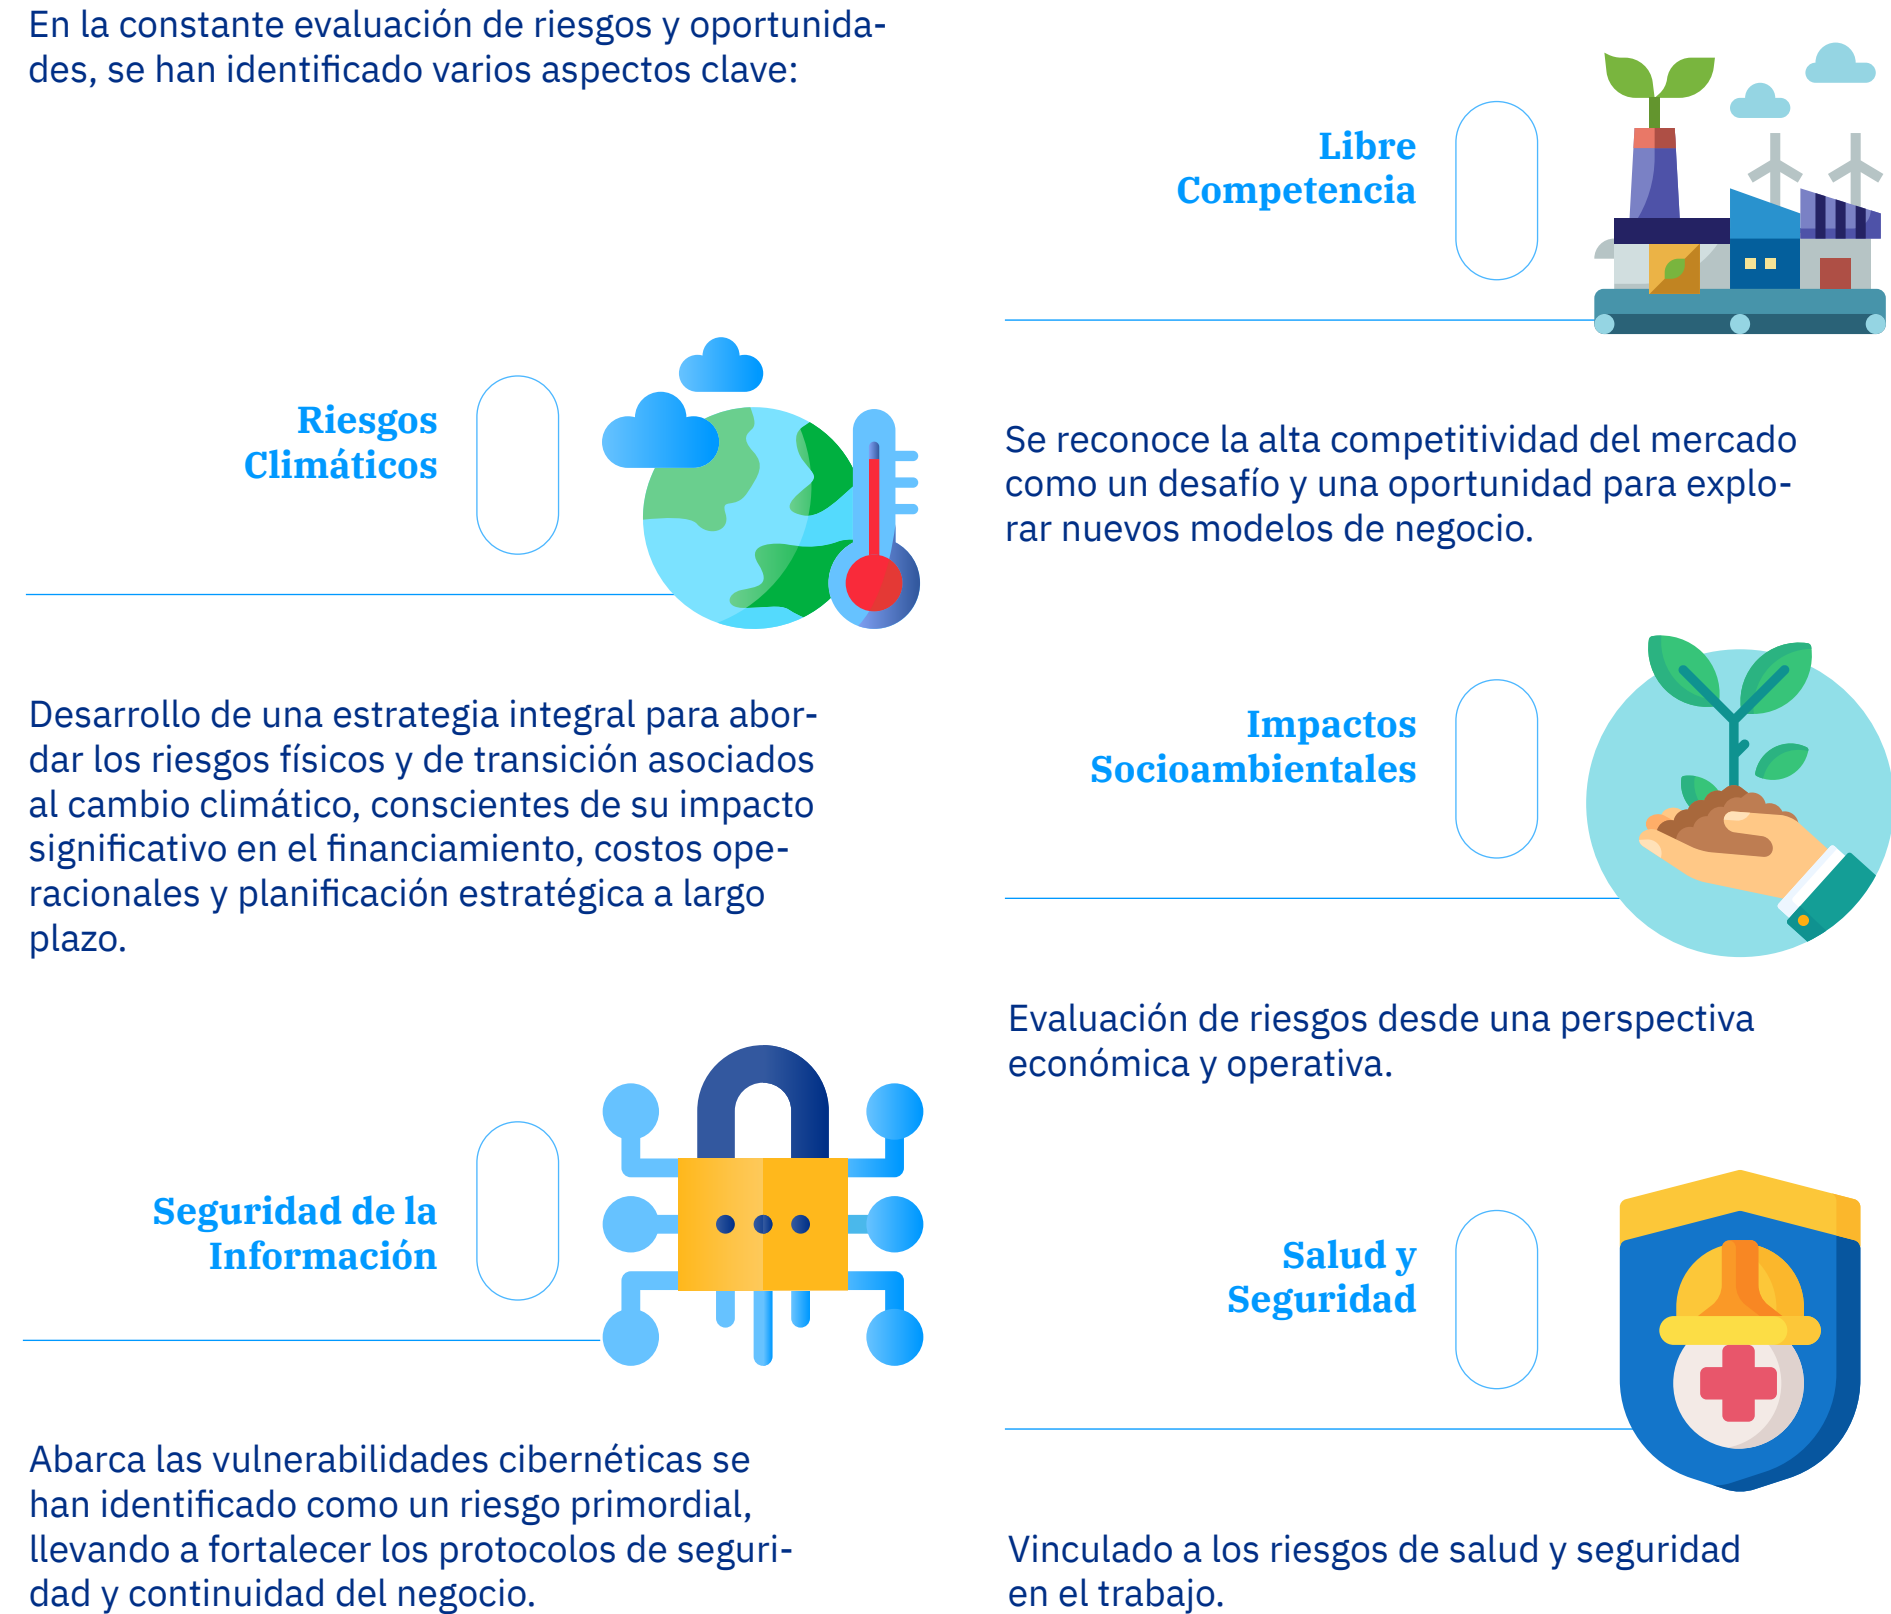 En la constante evaluación de riesgos y oportunida-
des, se han identificado varios aspectos clave:
Riesgos
Climáticos
Desarrollo de una estrategia integral para abor-
dar los riesgos físicos y de transición asociados
al cambio climático, conscientes de su impacto
significativo en el financiamiento, costos ope-
racionales y planificación estratégica a largo
plazo.
Seguridad de la
Información
Abarca las vulnerabilidades cibernéticas se
han identificado como un riesgo primordial,
llevando a fortalecer los protocolos de seguri-
dad y continuidad del negocio.
Libre
Competencia
Se reconoce la alta competitividad del mercado
como un desafío y una oportunidad para explo-
rar nuevos modelos de negocio.
Impactos
Socioambientales
Evaluación de riesgos desde una perspectiva
económica y operativa.
Salud y
Seguridad
Vinculado a los riesgos de salud y seguridad
en el trabajo.